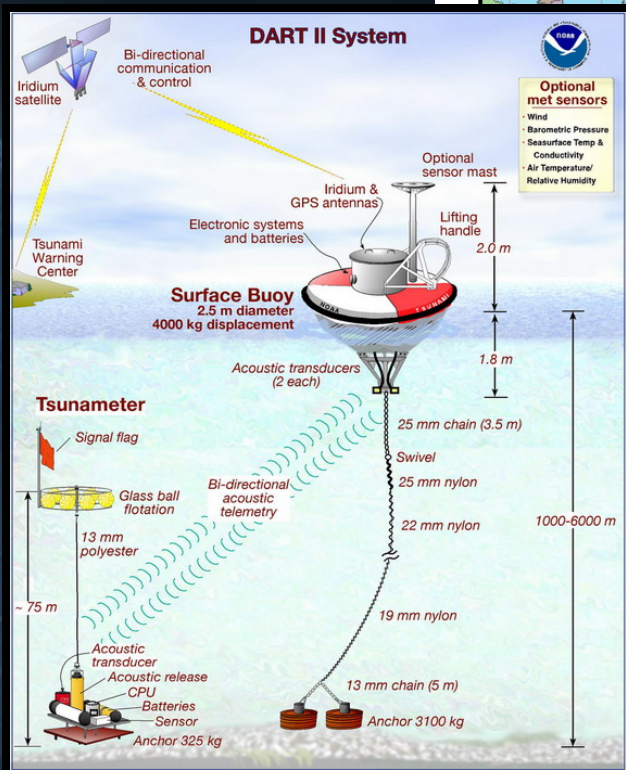 DART II System
noaa
Iridium
satellite
Bi-directional
communication
& control
Optional
met sensors
• Wind
• Barometric Pressure
• Seasurface Temp &
Conductivity
• Air Temperature/
Relative Humidity
Optional
sensor mast
Iridium &
GPS antennas
Electronic systems
and batteries
Lifting
handle
2.0 m
Tsunami
Warning
Center
Surface Buoy
2.5 m diameter
4000 kg displacement
NOAA
TSUNAMI
1.8 m
Acoustic transducers
(2 each)
Tsunameter
Signal flag
25 mm chain (3.5 m)
Swivel
25 mm nylon
Glass ball
flotation
Bi-directional
acoustic
telemetry
22 mm nylon
1000-6000 m
13 mm
polyester
~ 75 m
19 mm nylon
Acoustic
transducer
Acoustic release
CPU
Batteries
Sensor
Anchor 325 kg
13 mm chain (5 m)
Anchor 3100 kg